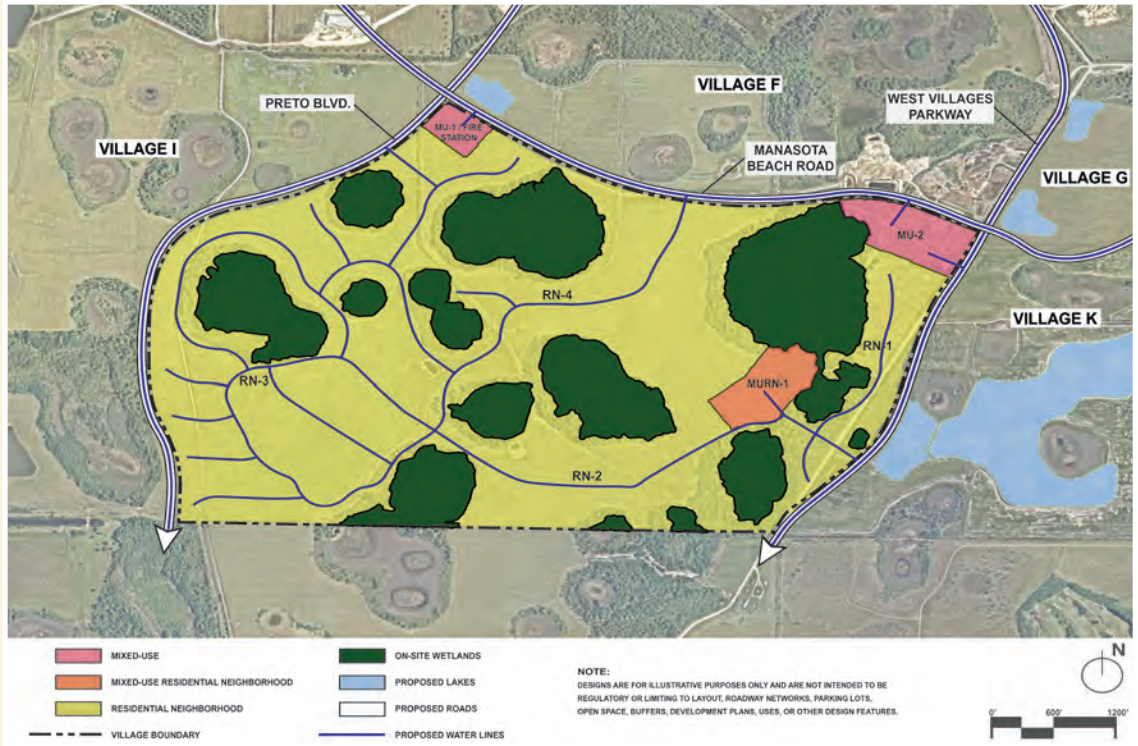 VILLAGE F
WEST VILLAGES
PARKWAY
PRETO BLVD.
MU-1 / FIRE
STATION
VILLAGE I
MANASOTA
BEACH ROAD
VILLAGE G
MU-2
RN-4
VILLAGE K
RN-1
RN-3
MURN-1
RN-2
MIXED-USE
MIXED-USE RESIDENTIAL NEIGHBORHOOD
RESIDENTIAL NEIGHBORHOOD
VILLAGE BOUNDARY
ON-SITE WETLANDS
PROPOSED LAKES
PROPOSED ROADS
PROPOSED WATER LINES
NOTE:
DESIGNS ARE FOR ILLUSTRATIVE PURPOSES ONLY AND ARE NOT INTENDED TO BE
REGULATORY OR LIMITING TO LAYOUT, ROADWAY NETWORKS, PARKING LOTS,
OPEN SPACE, BUFFERS, DEVELOPMENT PLANS, USES, OR OTHER DESIGN FEATURES.
N
0' 600' 1200'